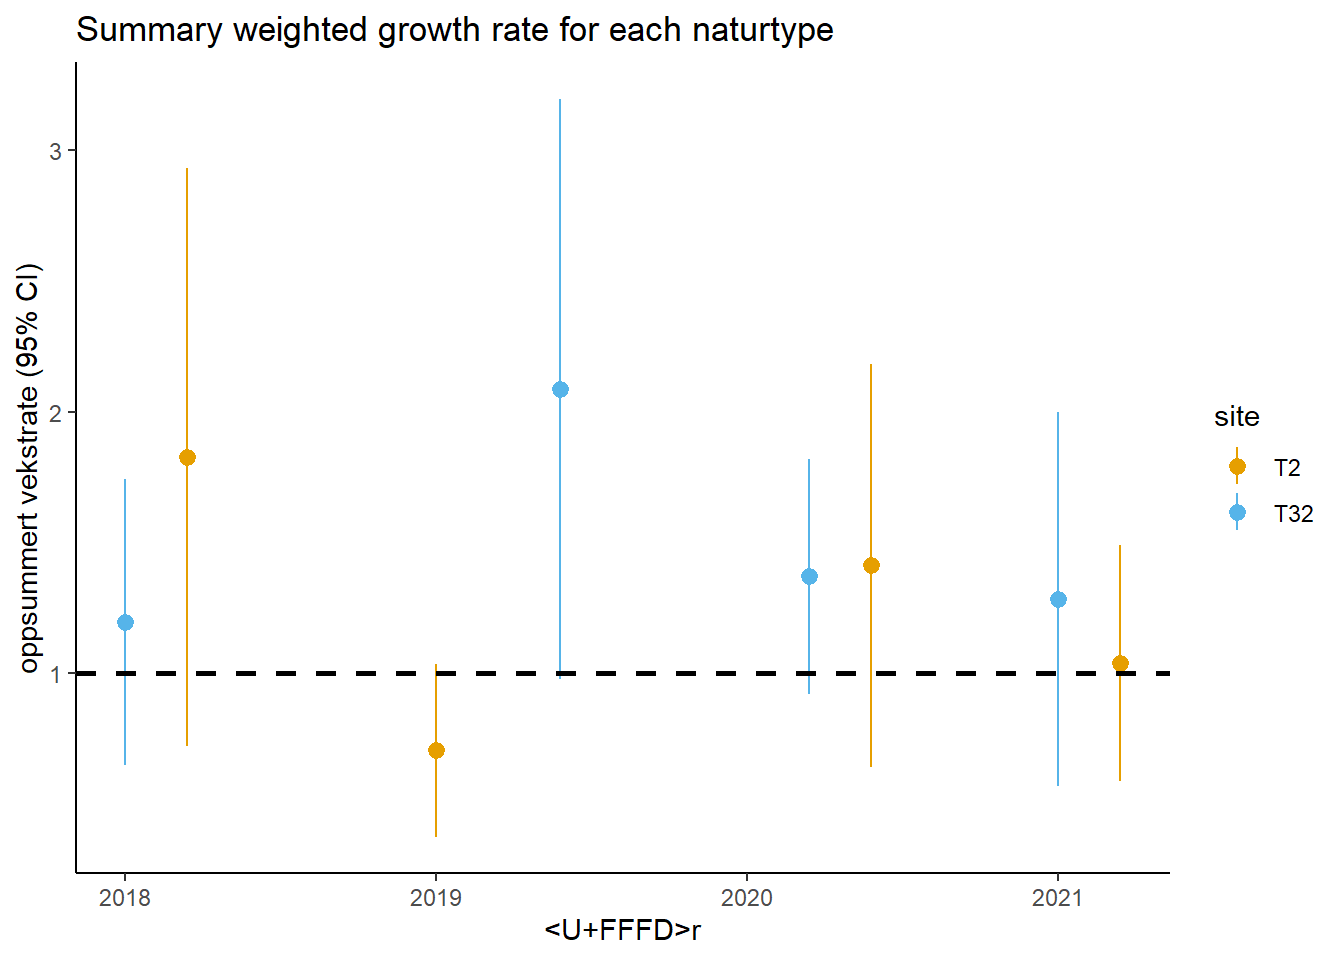 Summary weighted growth rate for each naturtype
oppsummert vekstrate (95% CI)
3
2
1
2018
2019
2020
2021
<U+FFFD>r
site
T2
T32